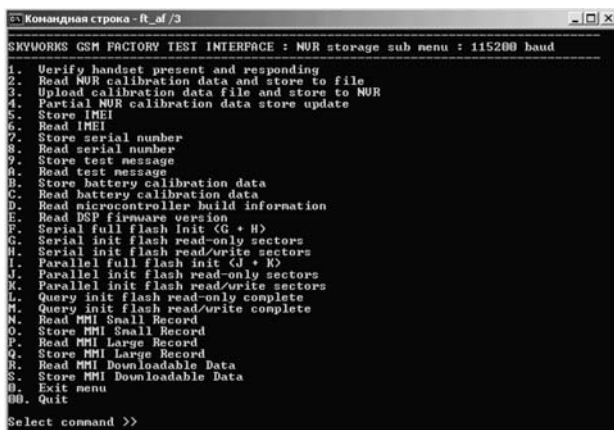 Командная строка - ft_af /3
SKYWORKS GSM FACTORY TEST INTERFACE : NVR storage sub menu : 115200 baud
1. Verify handset present and responding
2. Read NVR calibration data and store to file
3. Upload calibration data file and store to NVR
4. Partial NVR calibration data store update
5. Store IMEI
6. Read IMEI
7. Store serial number
8. Read serial number
9. Store test message
A. Read test message
B. Store battery calibration data
C. Read battery calibration data
D. Read microcontroller build information
E. Read DSP firmware version
F. Serial full flash Init (G + H)
G. Serial init flash read-only sectors
H. Serial init flash read/write sectors
I. Parallel full flash init (J + K)
J. Parallel init flash read-only sectors
K. Parallel init flash read/write sectors
L. Query init flash read-only complete
M. Query init flash read/write complete
N. Read MMI Small Record
O. Store MMI Small Record
P. Read MMI Large Record
Q. Store MMI Large Record
R. Read MMI Downloadable Data
S. Store MMI Downloadable Data
0. Exit menu
00. Quit
Select command >>